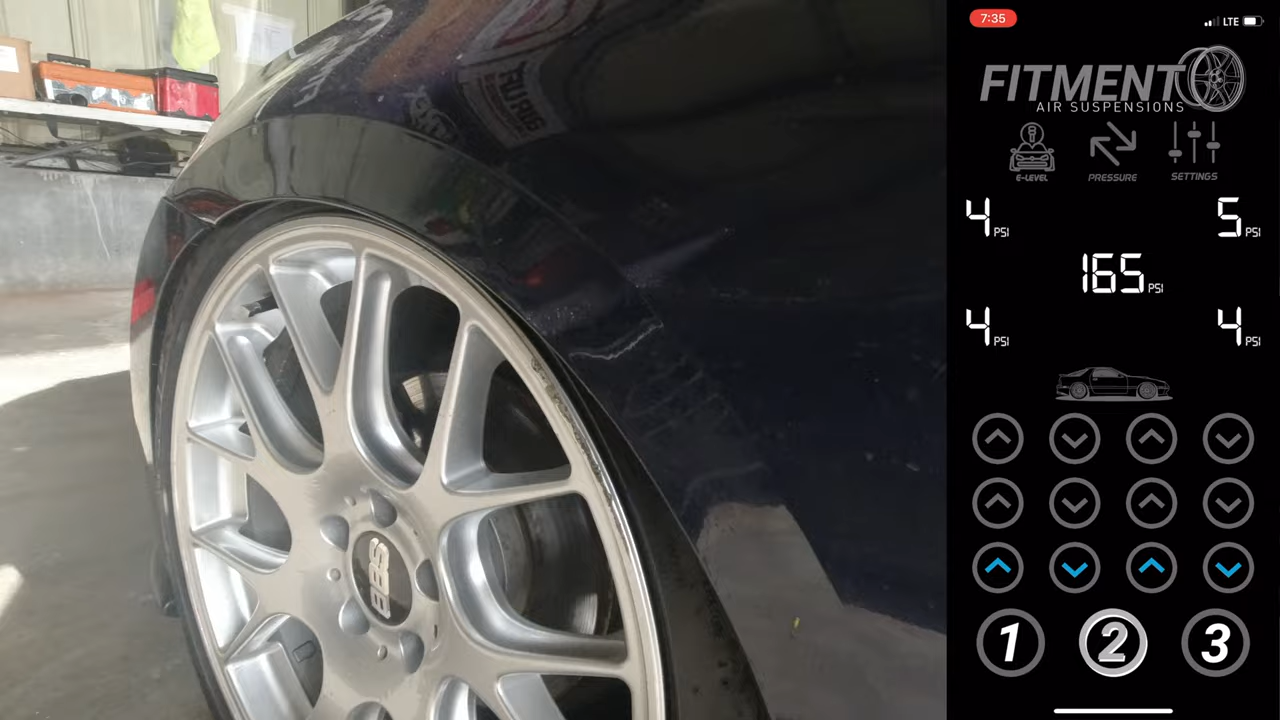 7:35
LTE
FITMENT
AIR SUSPENSIONS
E-LEVEL
PRESSURE
SETTINGS
4 PSI
5 PSI
165 PSI
4 PSI
4 PSI
1
2
3
BBS